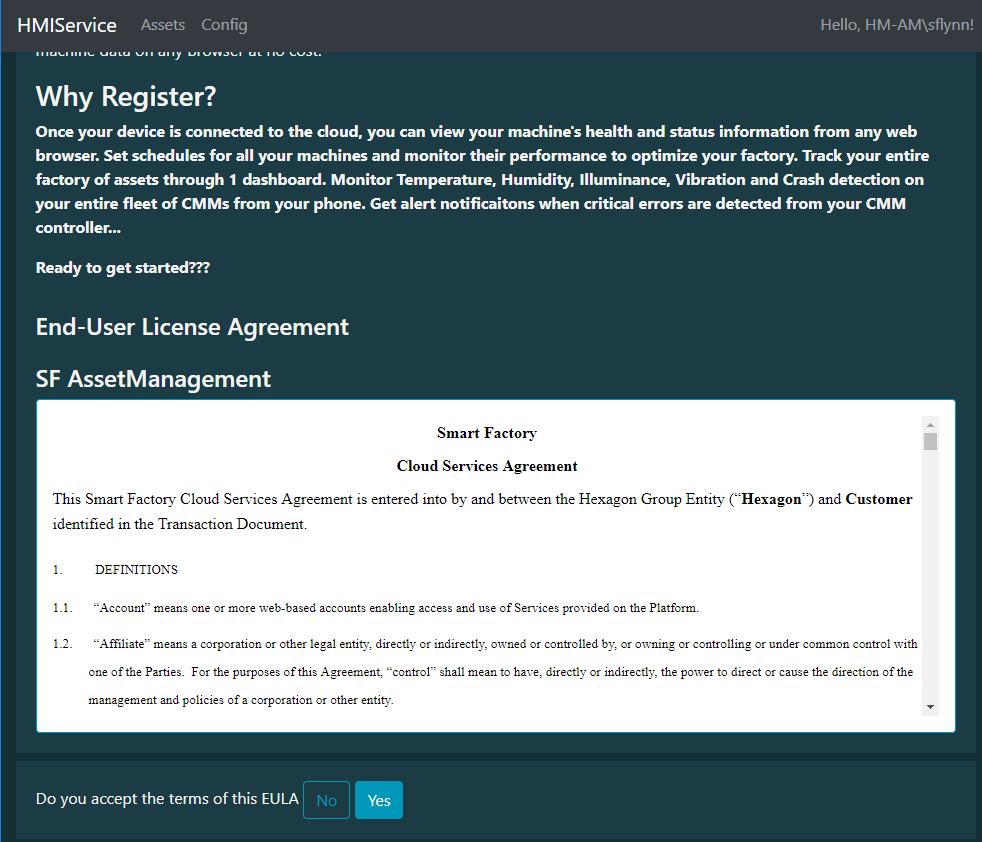 HMIService Assets Config Hello, HM-AM\sflynn!
machine data on any browser at no cost.
Why Register?
Once your device is connected to the cloud, you can view your machine's health and status information from any web
browser. Set schedules for all your machines and monitor their performance to optimize your factory. Track your entire
factory of assets through 1 dashboard. Monitor Temperature, Humidity, Illuminance, Vibration and Crash detection on
your entire fleet of CMMs from your phone. Get alert notificaitons when critical errors are detected from your CMM
controller...
Ready to get started???
End-User License Agreement
SF AssetManagement
Smart Factory
Cloud Services Agreement
This Smart Factory Cloud Services Agreement is entered into by and between the Hexagon Group Entity (“Hexagon”) and Customer
identified in the Transaction Document.
1. DEFINITIONS
1.1. “Account” means one or more web-based accounts enabling access and use of Services provided on the Platform.
1.2. “Affiliate” means a corporation or other legal entity, directly or indirectly, owned or controlled by, or owning or controlling or under common control with
one of the Parties. For the purposes of this Agreement, “control” shall mean to have, directly or indirectly, the power to direct or cause the direction of the
management and policies of a corporation or other entity.
Do you accept the terms of this EULA No Yes